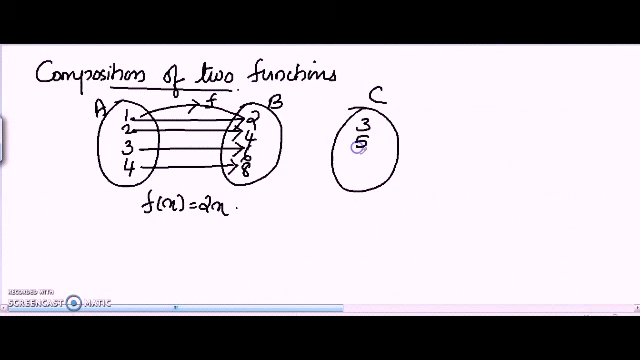 Composition of two functions
A f B C
1 2 3
2 4 5
3 6
4 8
f(x) = 2x.
RECORDED WITH
SCREENCAST MATIC